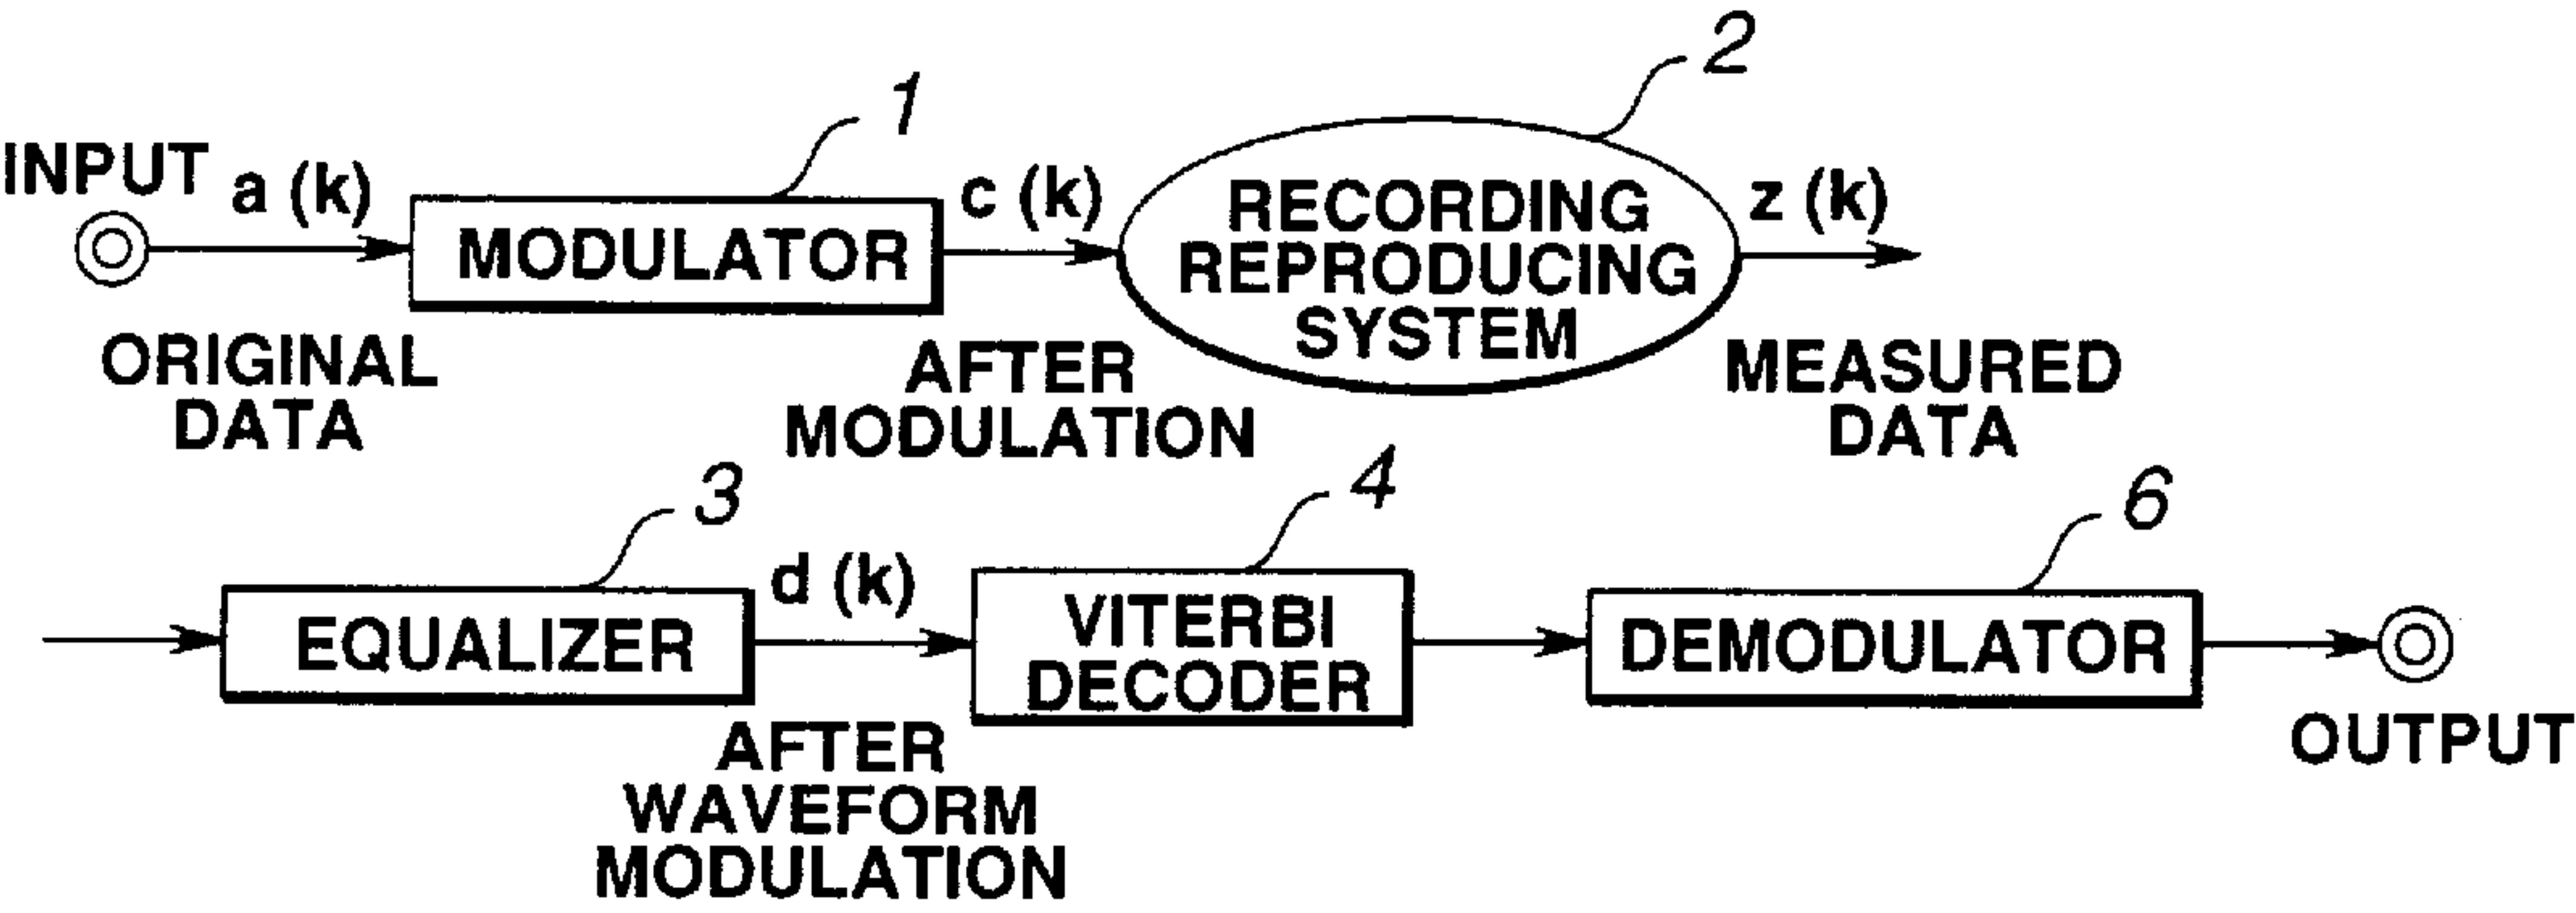 1
2
INPUT
a (k)
c (k)
z (k)
MODULATOR
RECORDING
REPRODUCING
SYSTEM
ORIGINAL
DATA
AFTER
MODULATION
MEASURED
DATA
3
4
6
d (k)
EQUALIZER
VITERBI
DECODER
DEMODULATOR
AFTER
WAVEFORM
MODULATION
OUTPUT